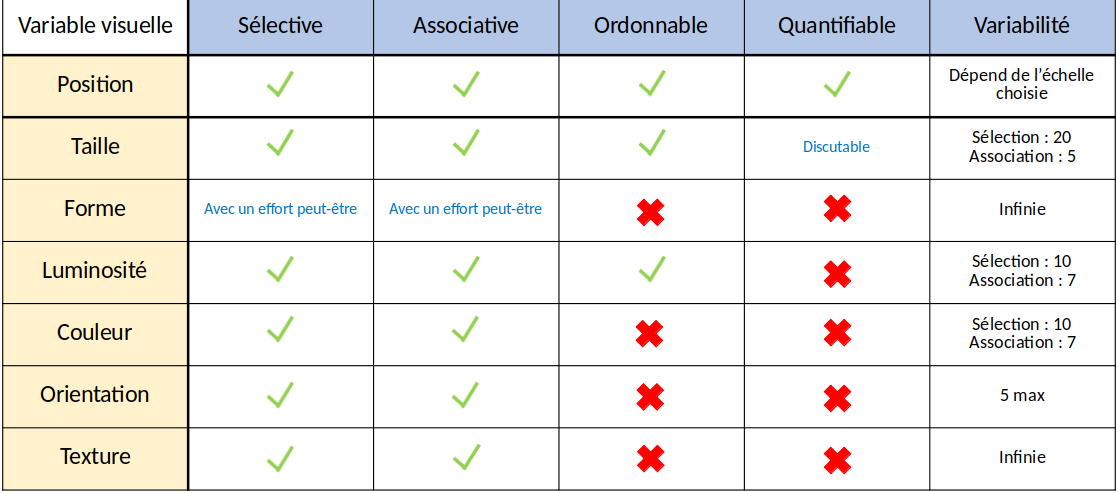 Variable visuelle Sélective Associative Ordonnable Quantifiable Variabilité
Position Dépend de l’échelle
choisie
Taille Discutable Sélection : 20
Association : 5
Forme Avec un effort peut-être Avec un effort peut-être Infinie
Luminosité Sélection : 10
Association : 7
Couleur Sélection : 10
Association : 7
Orientation 5 max
Texture Infinie